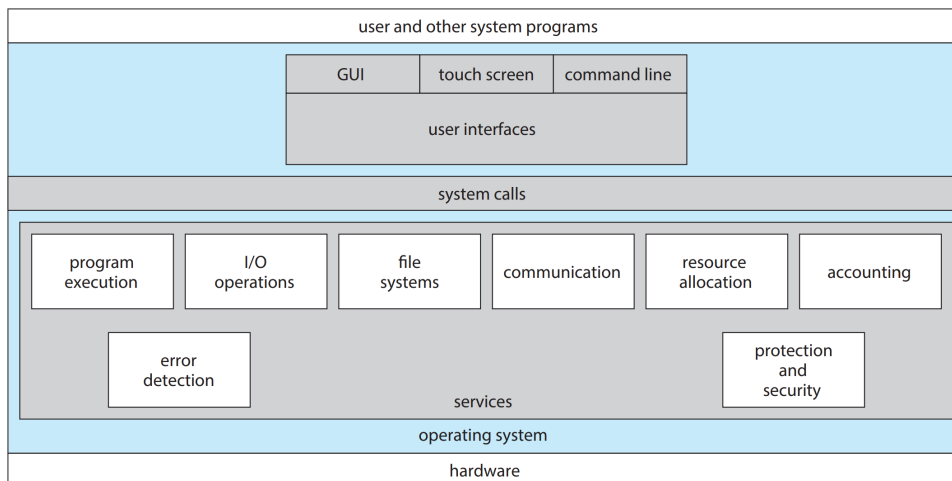 user and other system programs
GUI
touch screen
command line
user interfaces
system calls
program
execution
I/O
operations
file
systems
communication
resource
allocation
accounting
error
detection
protection
and
security
services
operating system
hardware